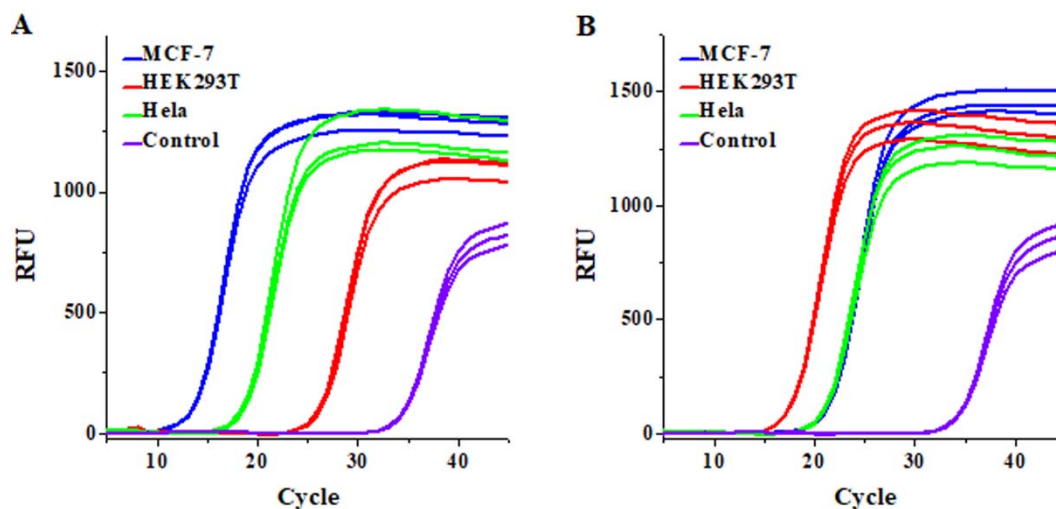 A
MCF-7
HEK293T
Hela
Control
1500
1000
500
0
RFU
10
20
30
40
Cycle
B
MCF-7
HEK293T
Hela
Control
1500
1000
500
0
RFU
10
20
30
40
Cycle